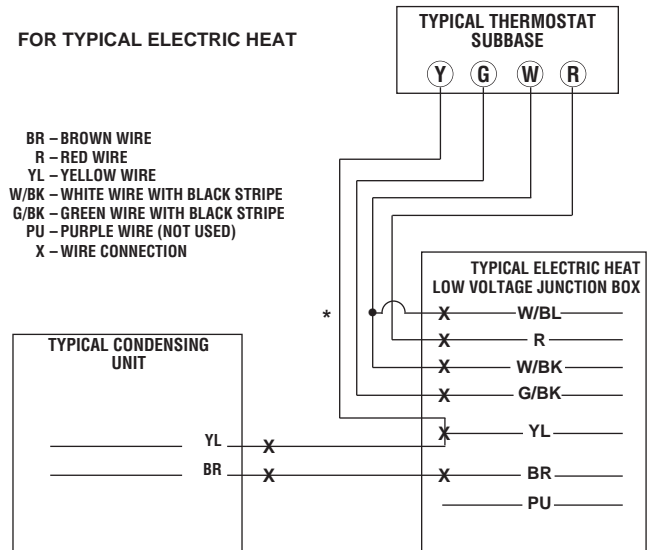 FOR TYPICAL ELECTRIC HEAT
TYPICAL THERMOSTAT
SUBBASE
Y G W R
BR – BROWN WIRE
R – RED WIRE
YL – YELLOW WIRE
W/BK – WHITE WIRE WITH BLACK STRIPE
G/BK – GREEN WIRE WITH BLACK STRIPE
PU – PURPLE WIRE (NOT USED)
X – WIRE CONNECTION
TYPICAL ELECTRIC HEAT
LOW VOLTAGE JUNCTION BOX
*
X W/BL
X R
X W/BK
X G/BK
X YL
X BR
PU
TYPICAL CONDENSING
UNIT
YL X
BR X